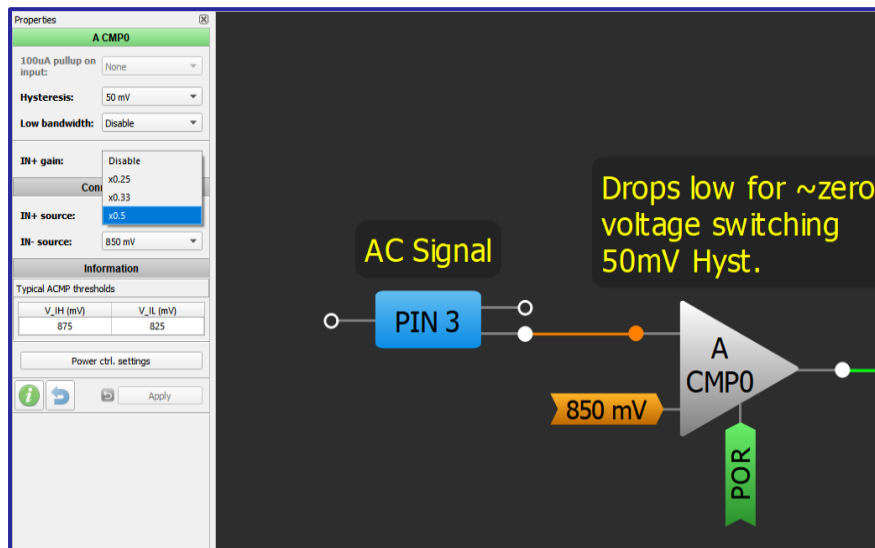 Properties
A CMP0
100uA pullup on
input:
None
Hysteresis:
50 mV
Low bandwidth:
Disable
IN+ gain:
Disable
x0.25
Con
x0.33
IN+ source:
x0.5
IN- source:
850 mV
Information
Typical ACMP thresholds
V_IH (mV)
V_IL (mV)
875
825
Power ctrl. settings
Apply
AC Signal
PIN 3
Drops low for ~zero
voltage switching
50mV Hyst.
A
CMP0
850 mV
POR